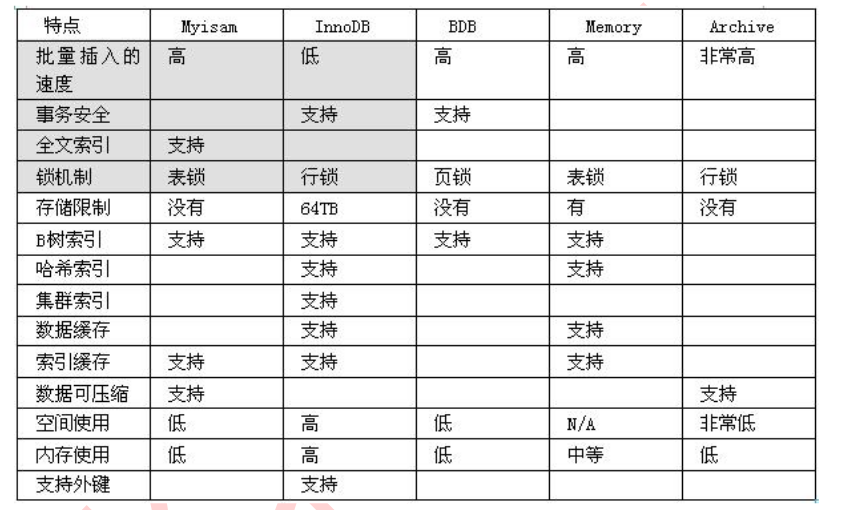 特点 Myisam InnoDB BDB Memory Archive
批量插入的 高 低 高 高 非常高
速度
事务安全 支持 支持
全文索引 支持
锁机制 表锁 行锁 页锁 表锁 行锁
存储限制 没有 64TB 没有 有 没有
B树索引 支持 支持 支持 支持
哈希索引 支持 支持
集群索引 支持
数据缓存 支持 支持
索引缓存 支持 支持 支持
数据可压缩 支持 支持
空间使用 低 高 低 N/A 非常低
内存使用 低 高 低 中等 低
支持外键 支持